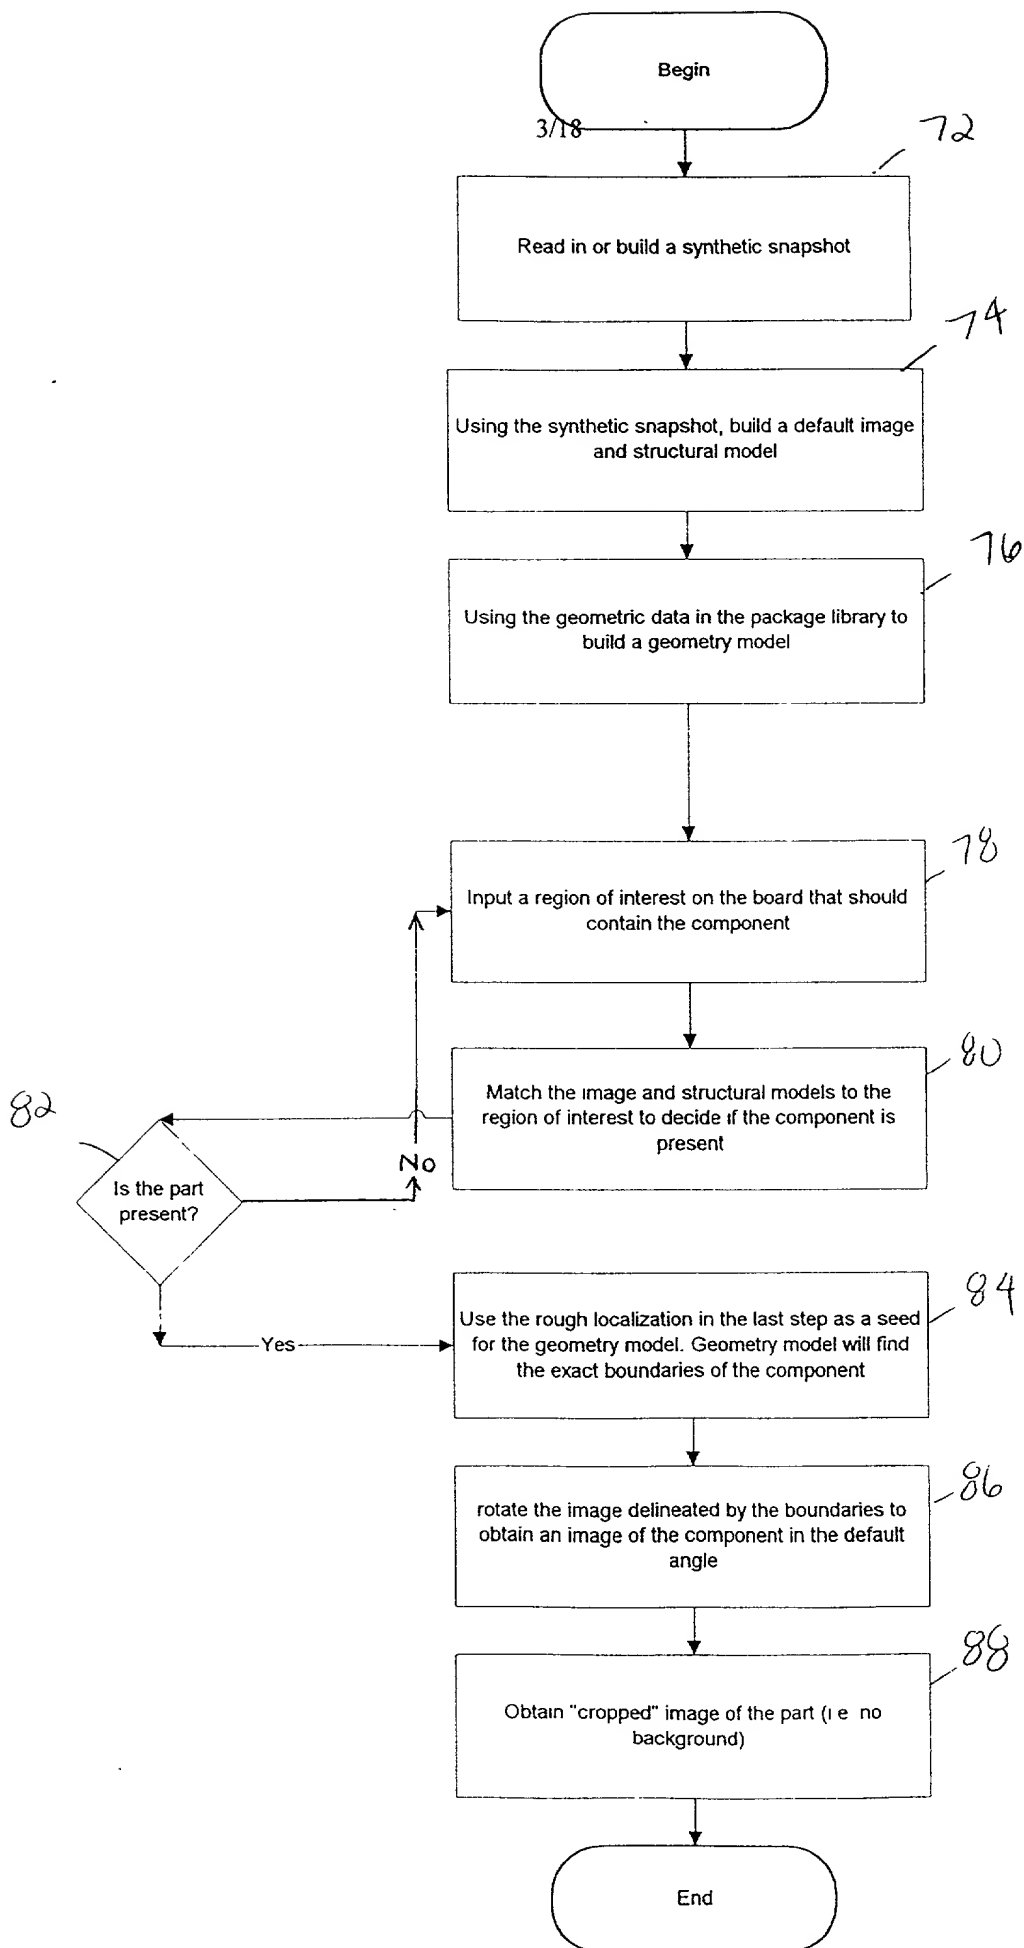 Begin
3/18
72
Read in or build a synthetic snapshot
74
Using the synthetic snapshot, build a default image
and structural model
76
Using the geometric data in the package library to
build a geometry model
78
Input a region of interest on the board that should
contain the component
80
Match the image and structural models to the
region of interest to decide if the component is
present
82
No
Is the part
present?
84
Use the rough localization in the last step as a seed
for the geometry model. Geometry model will find
the exact boundaries of the component
Yes
86
rotate the image delineated by the boundaries to
obtain an image of the component in the default
angle
88
Obtain "cropped" image of the part (i e no
background)
End